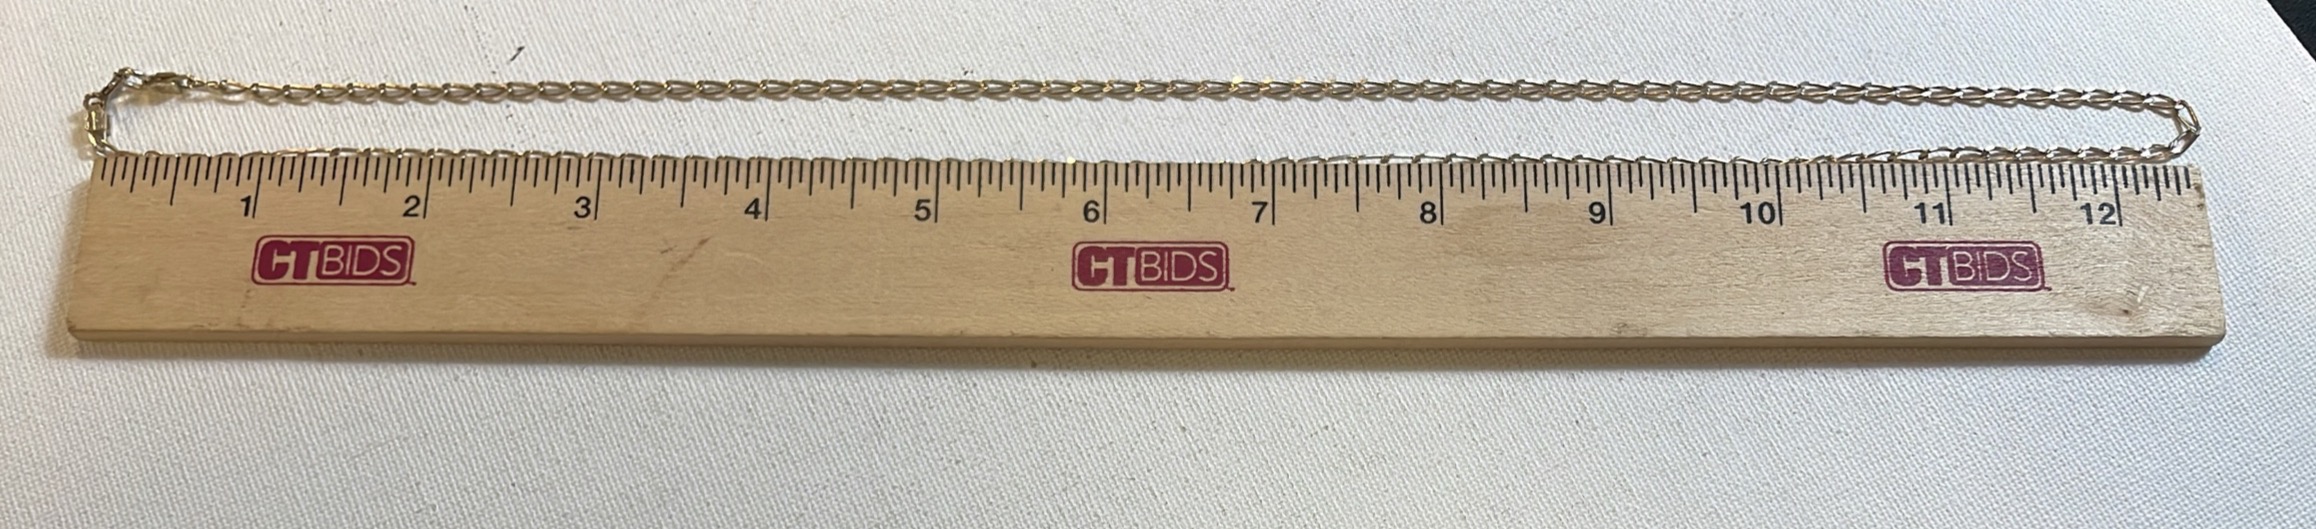 1 2 3 4 5 6 7 8 9 10 11 12
CTBIDS CTBIDS CTBIDS